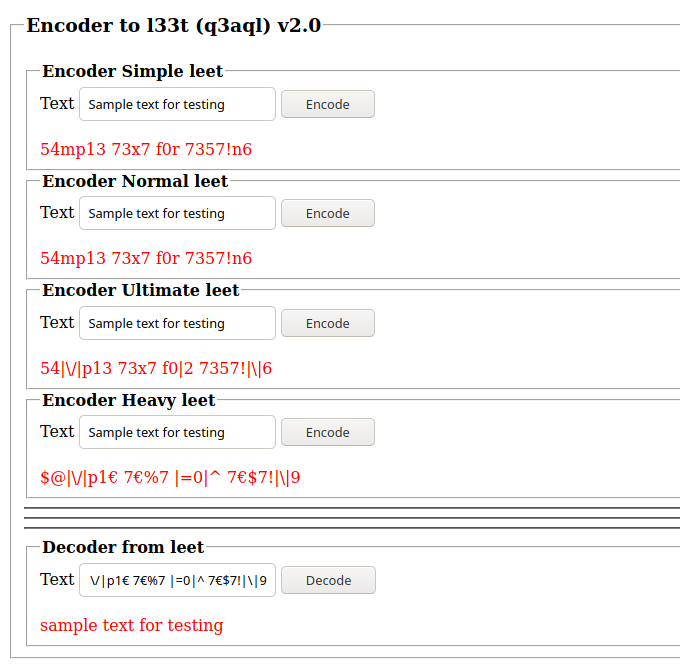 Encoder to l33t (q3aql) v2.0
Encoder Simple leet
Text Sample text for testing Encode
54mp13 73x7 f0r 7357!n6
Encoder Normal leet
Text Sample text for testing Encode
54mp13 73x7 f0r 7357!n6
Encoder Ultimate leet
Text Sample text for testing Encode
54|\/|p13 73x7 f0|2 7357!|\|6
Encoder Heavy leet
Text Sample text for testing Encode
$@|\/|p1€ 7€%7 |=0|^ 7€$7!|\|9
Decoder from leet
Text \/|p1€ 7€%7 |=0|^ 7€$7!|\|9 Decode
sample text for testing